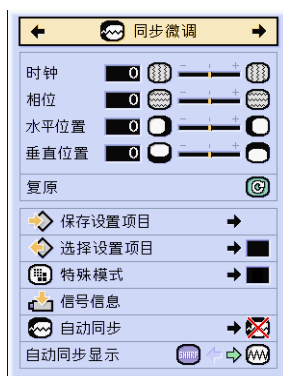 同步微调
时钟 0
相位 0
水平位置 0
垂直位置 0
复原
保存设置项目
选择设置项目
特殊模式
信号信息
自动同步
自动同步显示 SHARP